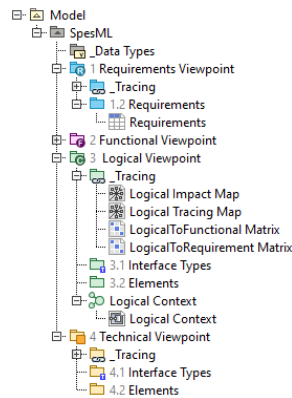 Model
SpesML
_Data Types
1 Requirements Viewpoint
_Tracing
1.2 Requirements
Requirements
2 Functional Viewpoint
3 Logical Viewpoint
_Tracing
Logical Impact Map
Logical Tracing Map
LogicalToFunctional Matrix
LogicalToRequirement Matrix
3.1 Interface Types
3.2 Elements
Logical Context
Logical Context
4 Technical Viewpoint
_Tracing
4.1 Interface Types
4.2 Elements